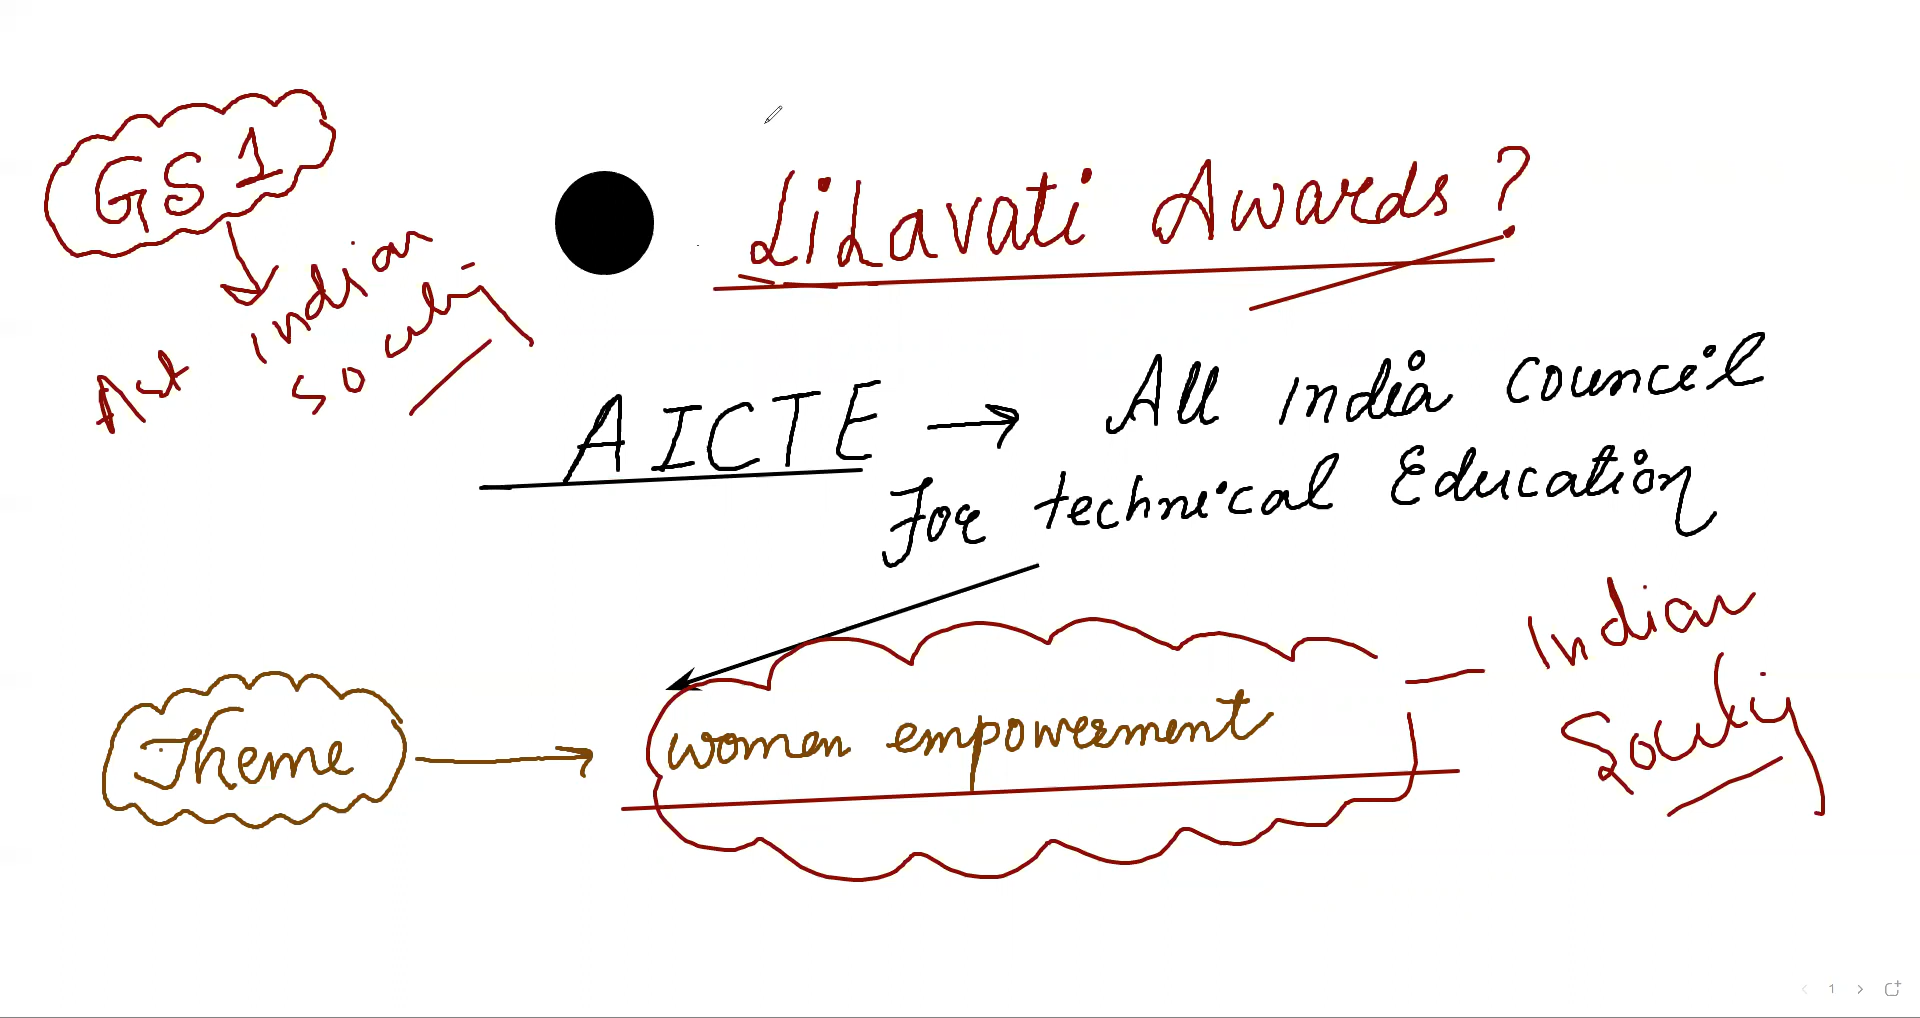 GS 1
Lilavati Awards ?
Art Indian
Society
AICTE → All india council
For technical Education
Theme → women empowerment
Indian
Society
1